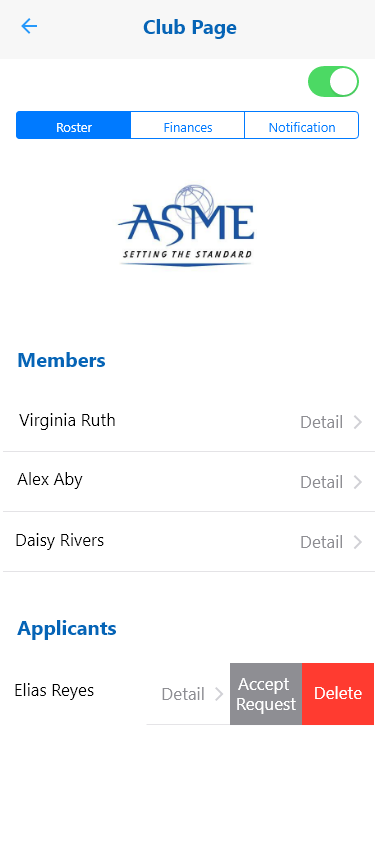 Club Page
Roster
Finances
Notification
ASME
SETTING THE STANDARD
Members
Virginia Ruth
Detail
Alex Aby
Detail
Daisy Rivers
Detail
Applicants
Elias Reyes
Detail
Accept
Request
Delete